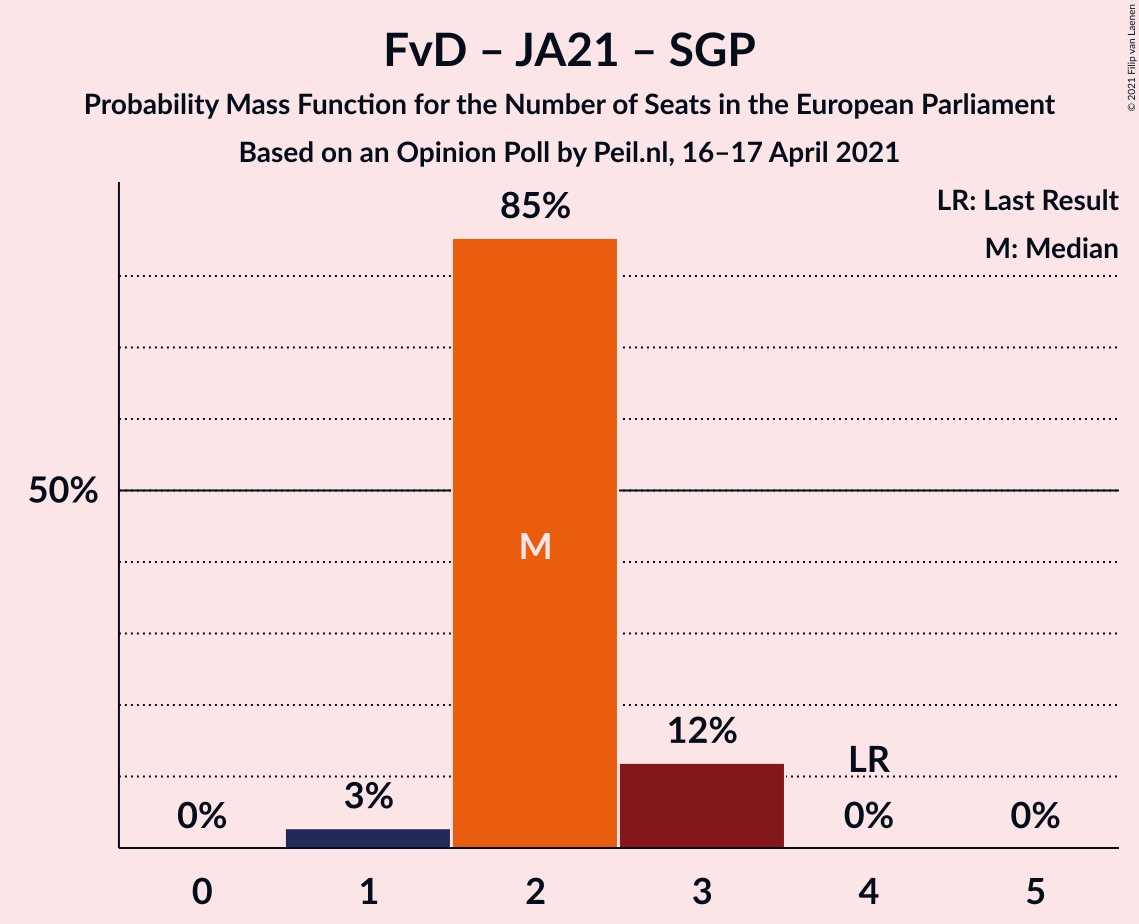 FvD – JA21 – SGP
Probability Mass Function for the Number of Seats in the European Parliament
Based on an Opinion Poll by Peil.nl, 16–17 April 2021
© 2021 Filip van Laenen
LR: Last Result
M: Median
85%
50%
M
12%
LR
3%
0%
0%
0%
0 1 2 3 4 5